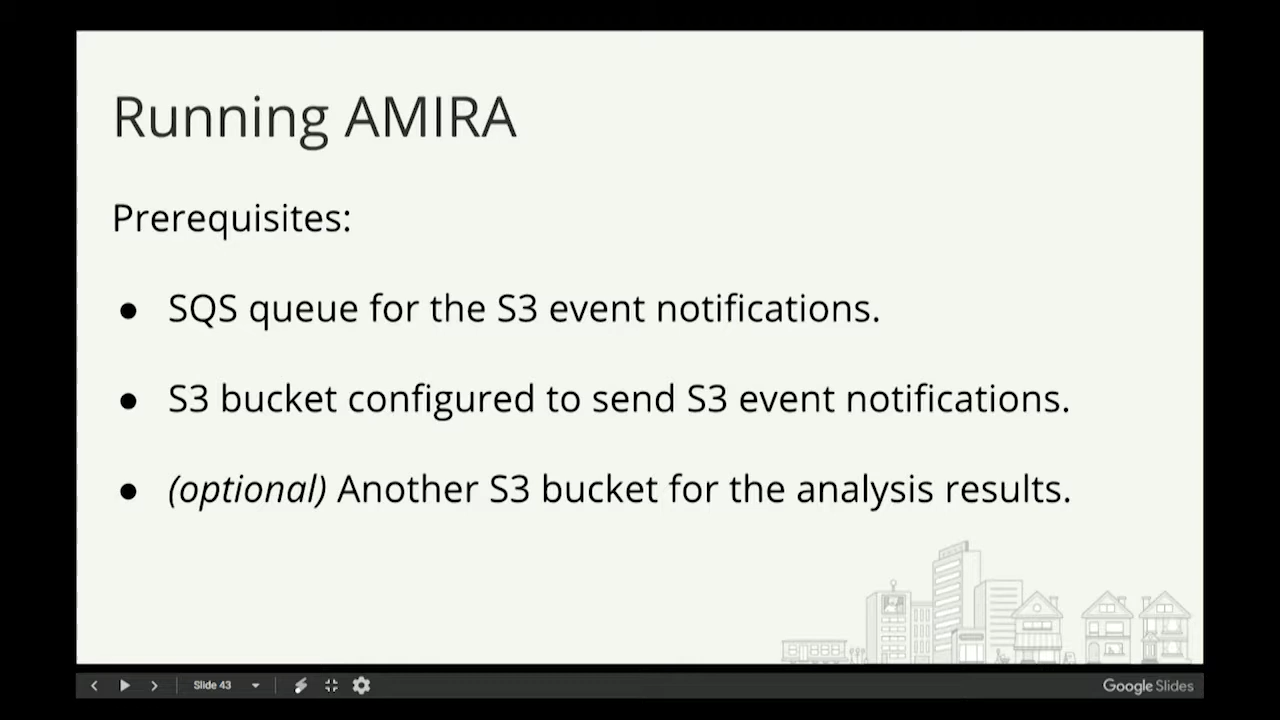 Running AMIRA
Prerequisites:
● SQS queue for the S3 event notifications.
● S3 bucket configured to send S3 event notifications.
● (optional) Another S3 bucket for the analysis results.
Slide 43
Google Slides